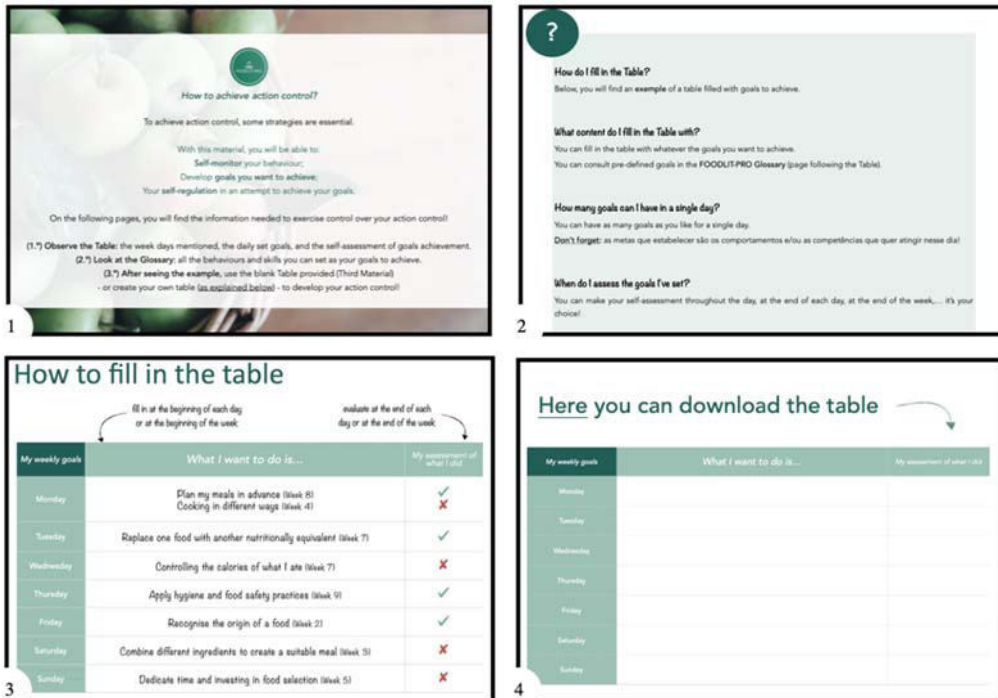 How to achieve action control?
To achieve action control, some strategies are essential.
With this material, you will be able to:
Self-monitor your behaviour;
Develop goals you want to achieve;
Your self-regulation in an attempt to achieve your goals.
On the following pages, you will find the information needed to exercise control over your action control!
(1.º) Observe the Table: the week days mentioned, the daily set goals, and the self-assessment of goals achievement.
(2.º) Look at the Glossary: all the behaviours and skills you can set as your goals to achieve.
(3.º) After seeing the example, use the blank Table provided (Third Material)
- or create your own table (as explained below) - to develop your action control!
1
?
How do I fill in the Table?
Below, you will find an example of a table filled with goals to achieve.
What content do I fill in the Table with?
You can fill in the table with whatever the goals you want to achieve.
You can consult pre-defined goals in the FOODLIT-PRO Glossary (page following the Table).
How many goals can I have in a single day?
You can have as many goals as you like for a single day.
Don't forget: as metas que estabelecer são os comportamentos e/ou as competências que quer atingir nesse dia!
When do I assess the goals I've set?
You can make your self-assessment throughout the day, at the end of each day, at the end of the week,... it's your
choice!
2
How to fill in the table
fill in at the beginning of each day
or at the beginning of the week
evaluate at the end of each
day or at the end of the week
My weekly goals What I want to do is... My assessment of what I did
Monday Plan my meals in advance (Week 8) ✓
Cooking in different ways (Week 4) ✘
Tuesday Replace one food with another nutritionally equivalent (Week 7) ✓
Wednesday Controlling the calories of what I ate (Week 7) ✘
Thursday Apply hygiene and food safety practices (Week 9) ✓
Friday Recognise the origin of a food (Week 2) ✓
Saturday Combine different ingredients to create a suitable meal (Week 3) ✘
Sunday Dedicate time and investing in food selection (Week 5) ✘
3
Here you can download the table
My weekly goals What I want to do is... My assessment of what I did
Monday
Tuesday
Wednesday
Thursday
Friday
Saturday
Sunday
4